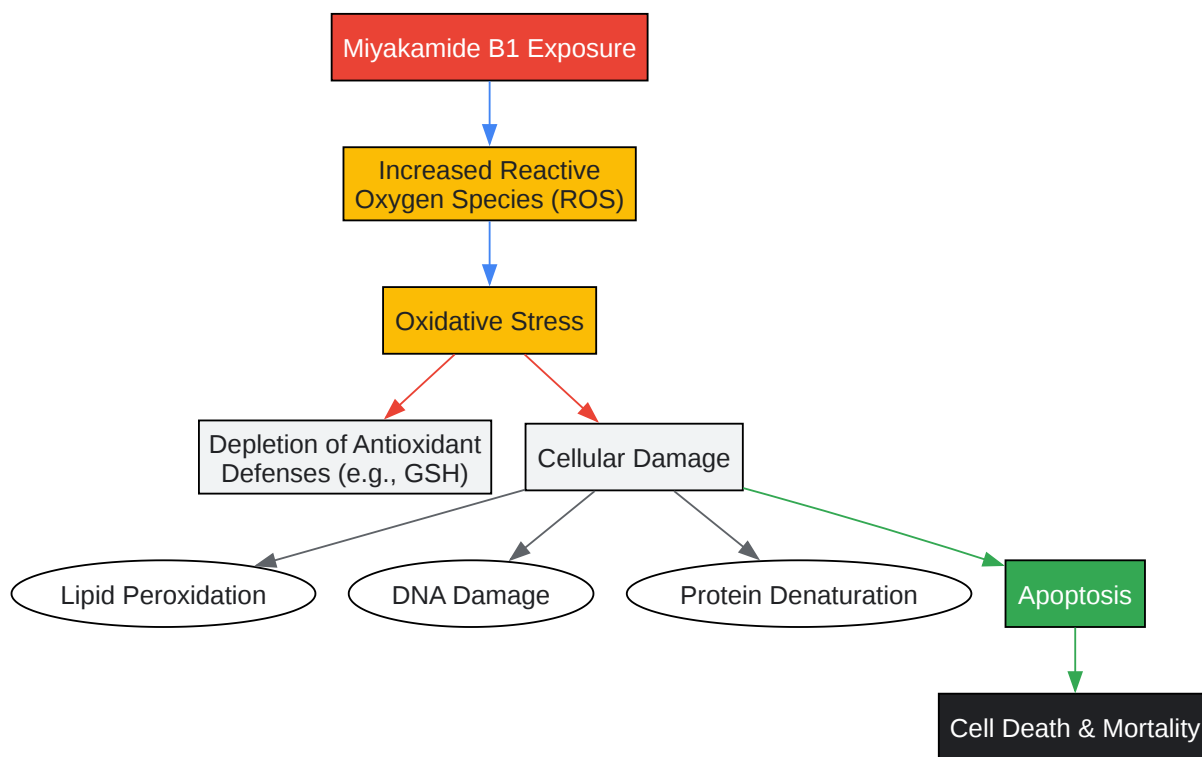 Miyakamide B1 Exposure
Increased Reactive
Oxygen Species (ROS)
Oxidative Stress
Depletion of Antioxidant
Defenses (e.g., GSH)
Cellular Damage
Lipid Peroxidation
DNA Damage
Protein Denaturation
Apoptosis
Cell Death & Mortality